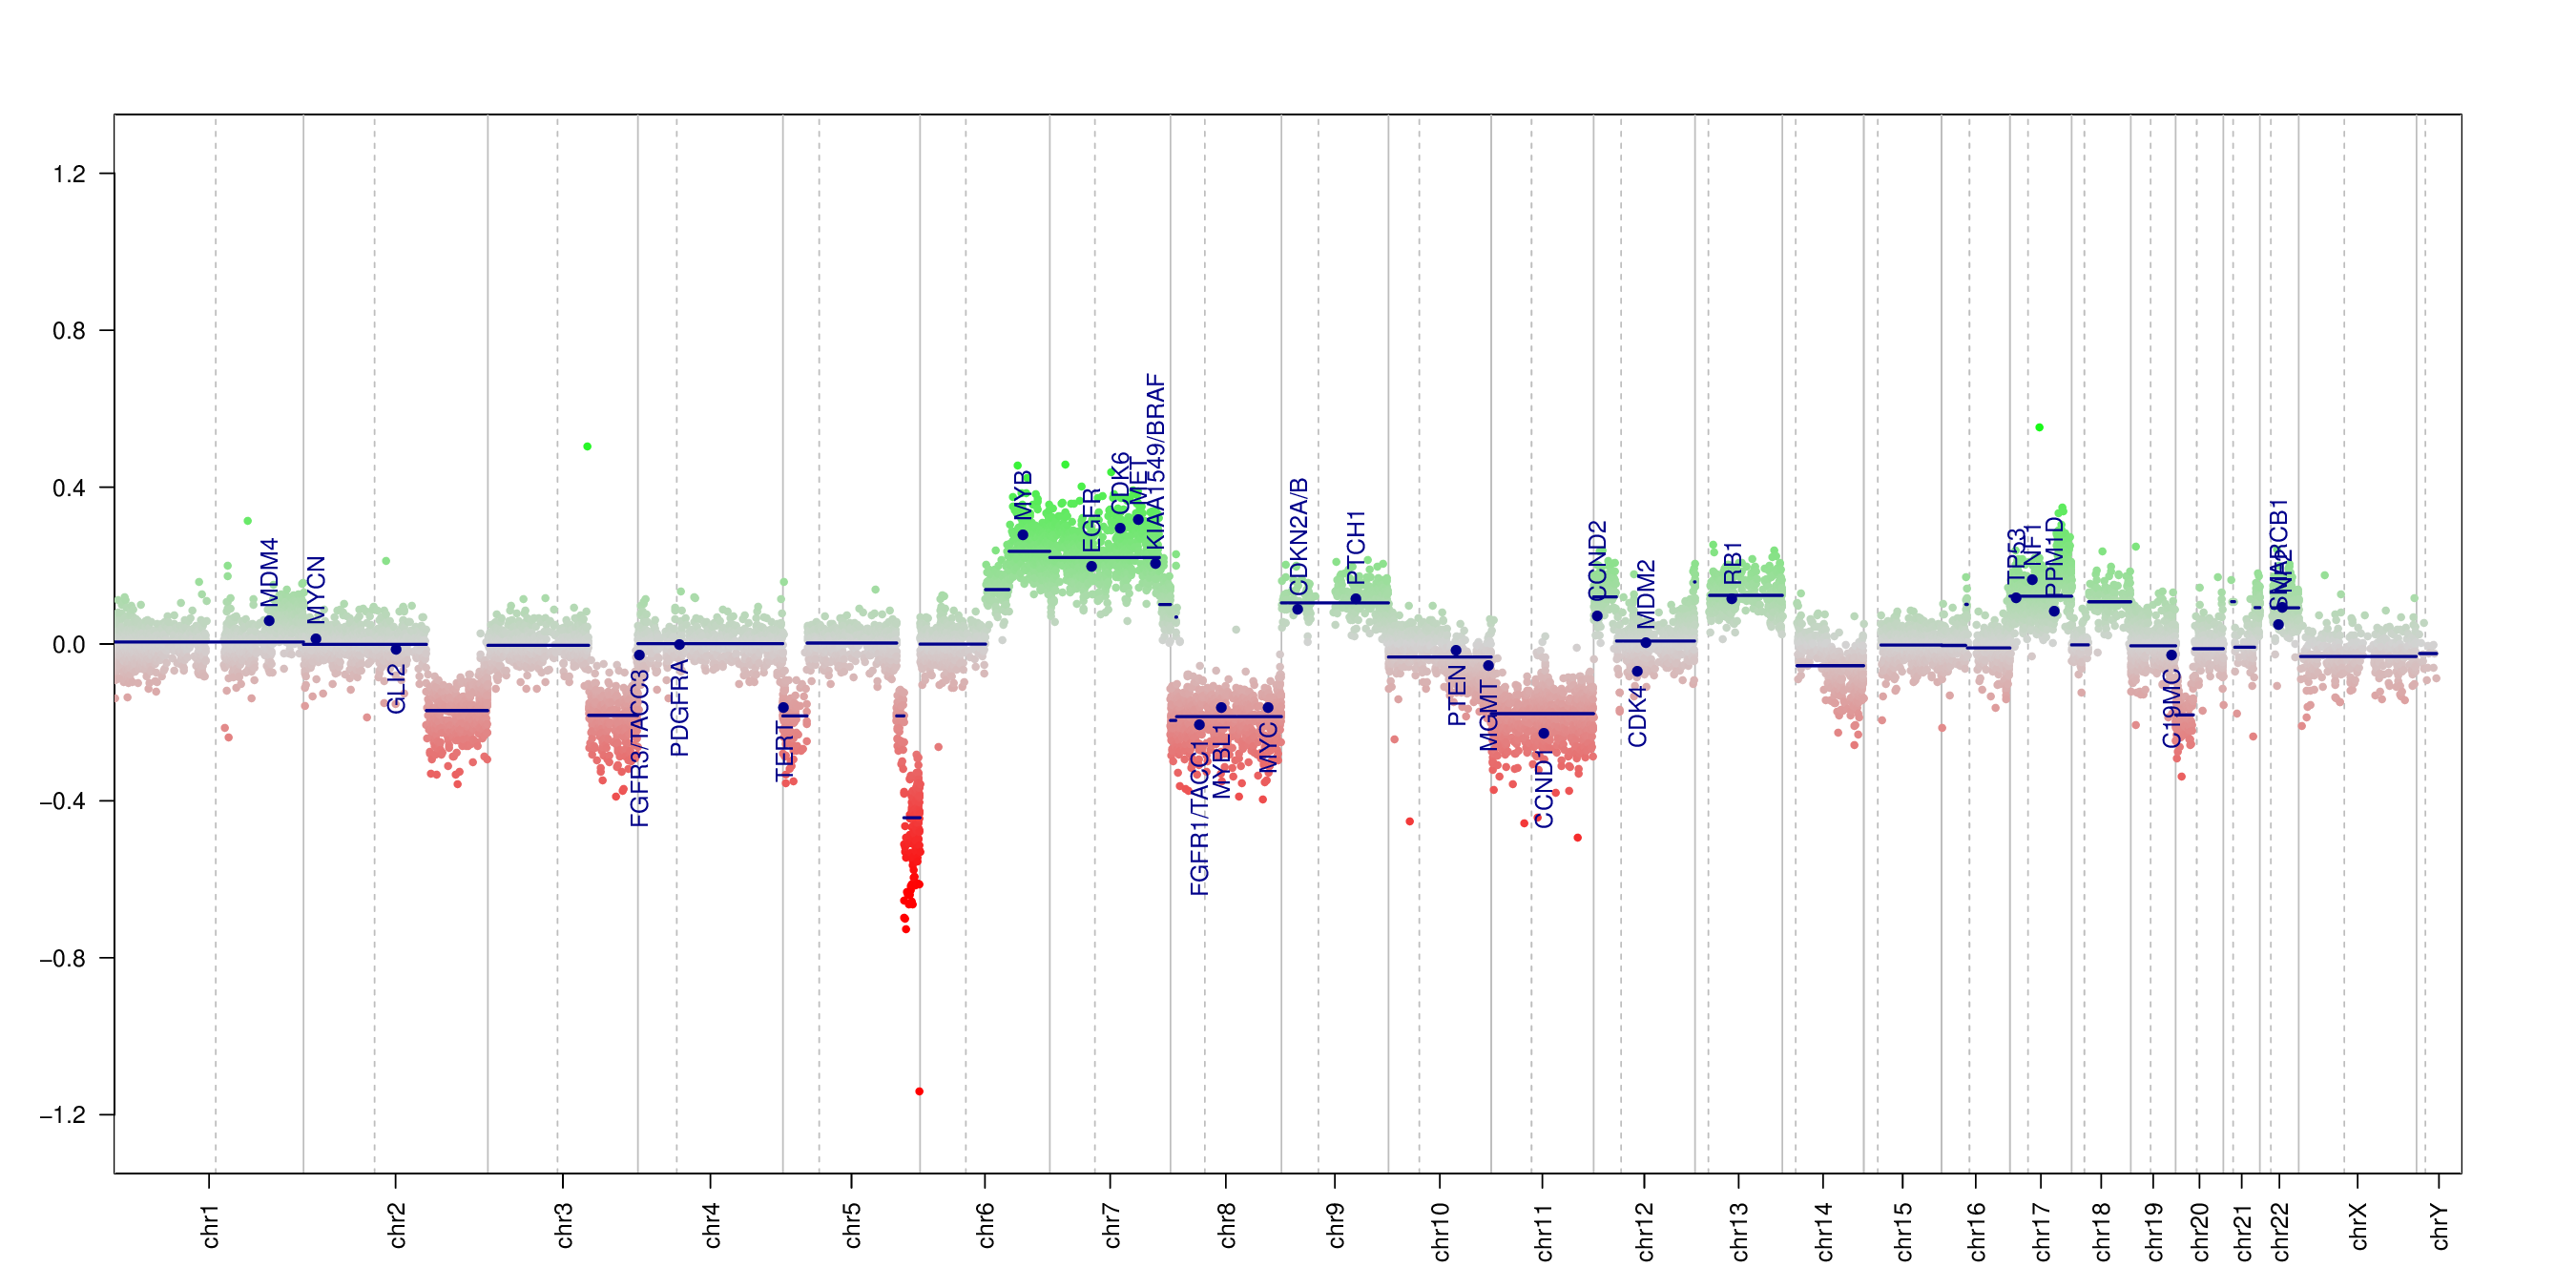 1.2
0.8
0.4
0.0
−0.4
−0.8
−1.2
MDM4
MYCN
GLI2
FGFR3/TACC3
PDGFRA
TERT
MYB
EGFR
CDK6
MET
KIAA1549/BRAF
FGFR1/TACC1
MYBL1
MYC
CDKN2A/B
PTCH1
PTEN
MGMT
CCND1
CCND2
CDK4
MDM2
RB1
TP53
NF1
PPM1D
C19MC
SMARCB1
NF2
chr1
chr2
chr3
chr4
chr5
chr6
chr7
chr8
chr9
chr10
chr11
chr12
chr13
chr14
chr15
chr16
chr17
chr18
chr19
chr20
chr21
chr22
chrX
chrY